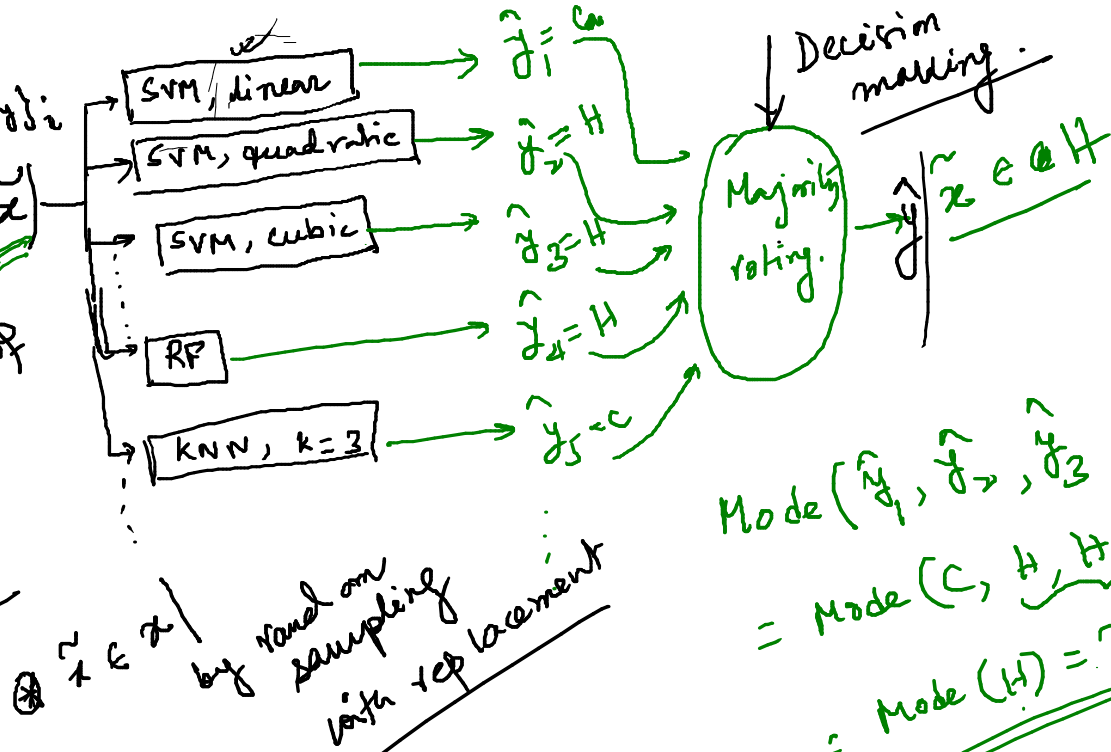 SVM, linear
ŷ₁ = Ca
Decision
making.
y}ᵢ
SVM, quadratic
ŷ₂ = H
x̃
SVM, cubic
ŷ₃ = H
Majority
voting.
ŷ | x̃ ∈ H
RF
ŷ₄ = H
KNN, K = 3
ŷ₅ = C
Mode (ŷ₁, ŷ₂, ŷ₃
= Mode (C, H, H
= Mode (H) =
⊛ x̃ ∈ x
by random
sampling
with replacement